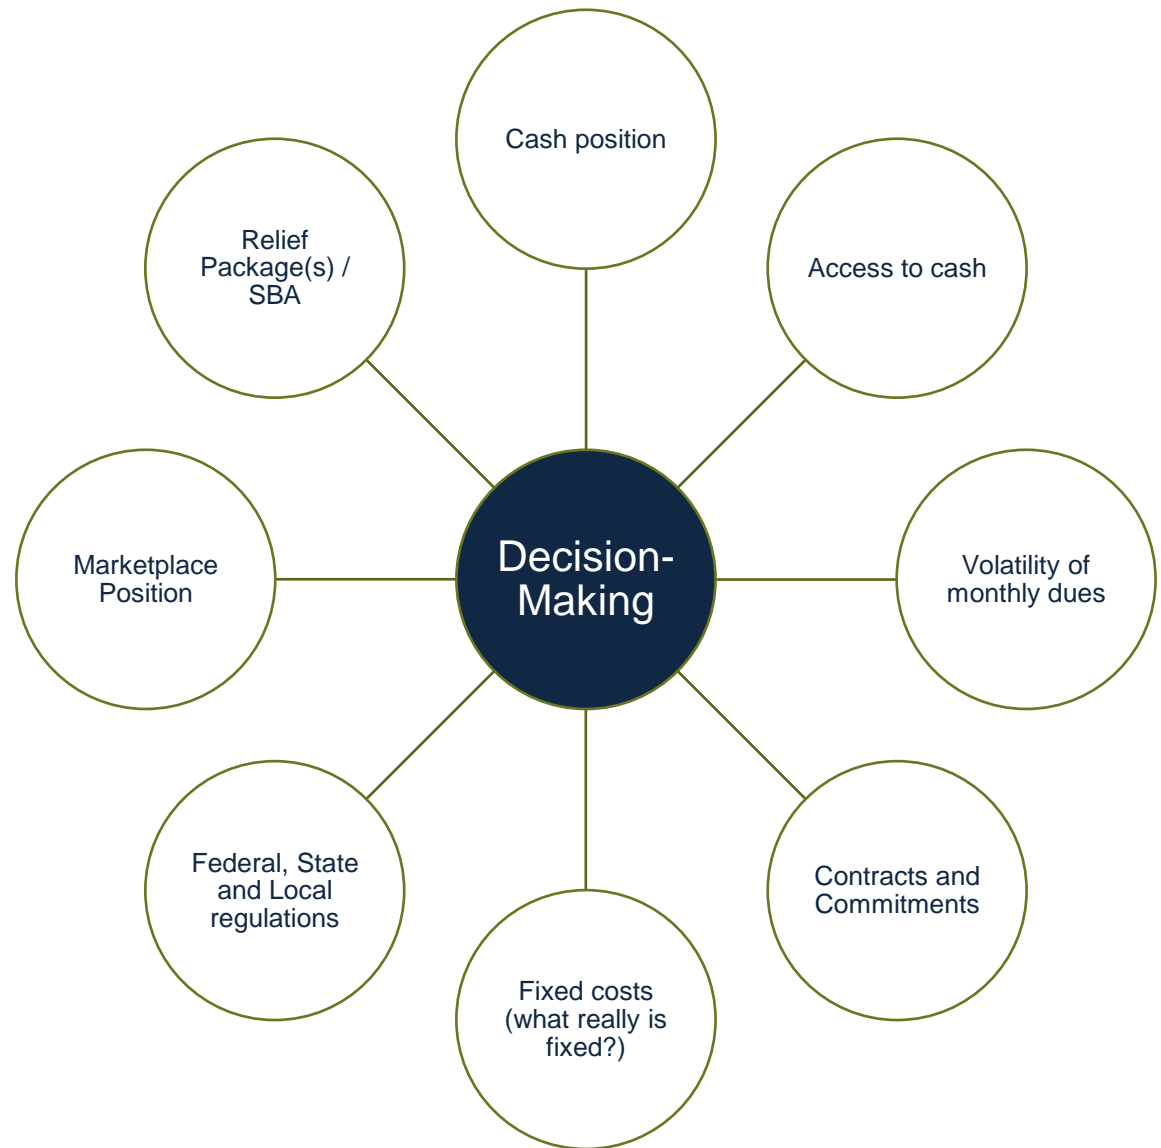 Cash position
Access to cash
Volatility of
monthly dues
Contracts and
Commitments
Fixed costs
(what really is
fixed?)
Federal, State
and Local
regulations
Marketplace
Position
Relief
Package(s) /
SBA
Decision-
Making